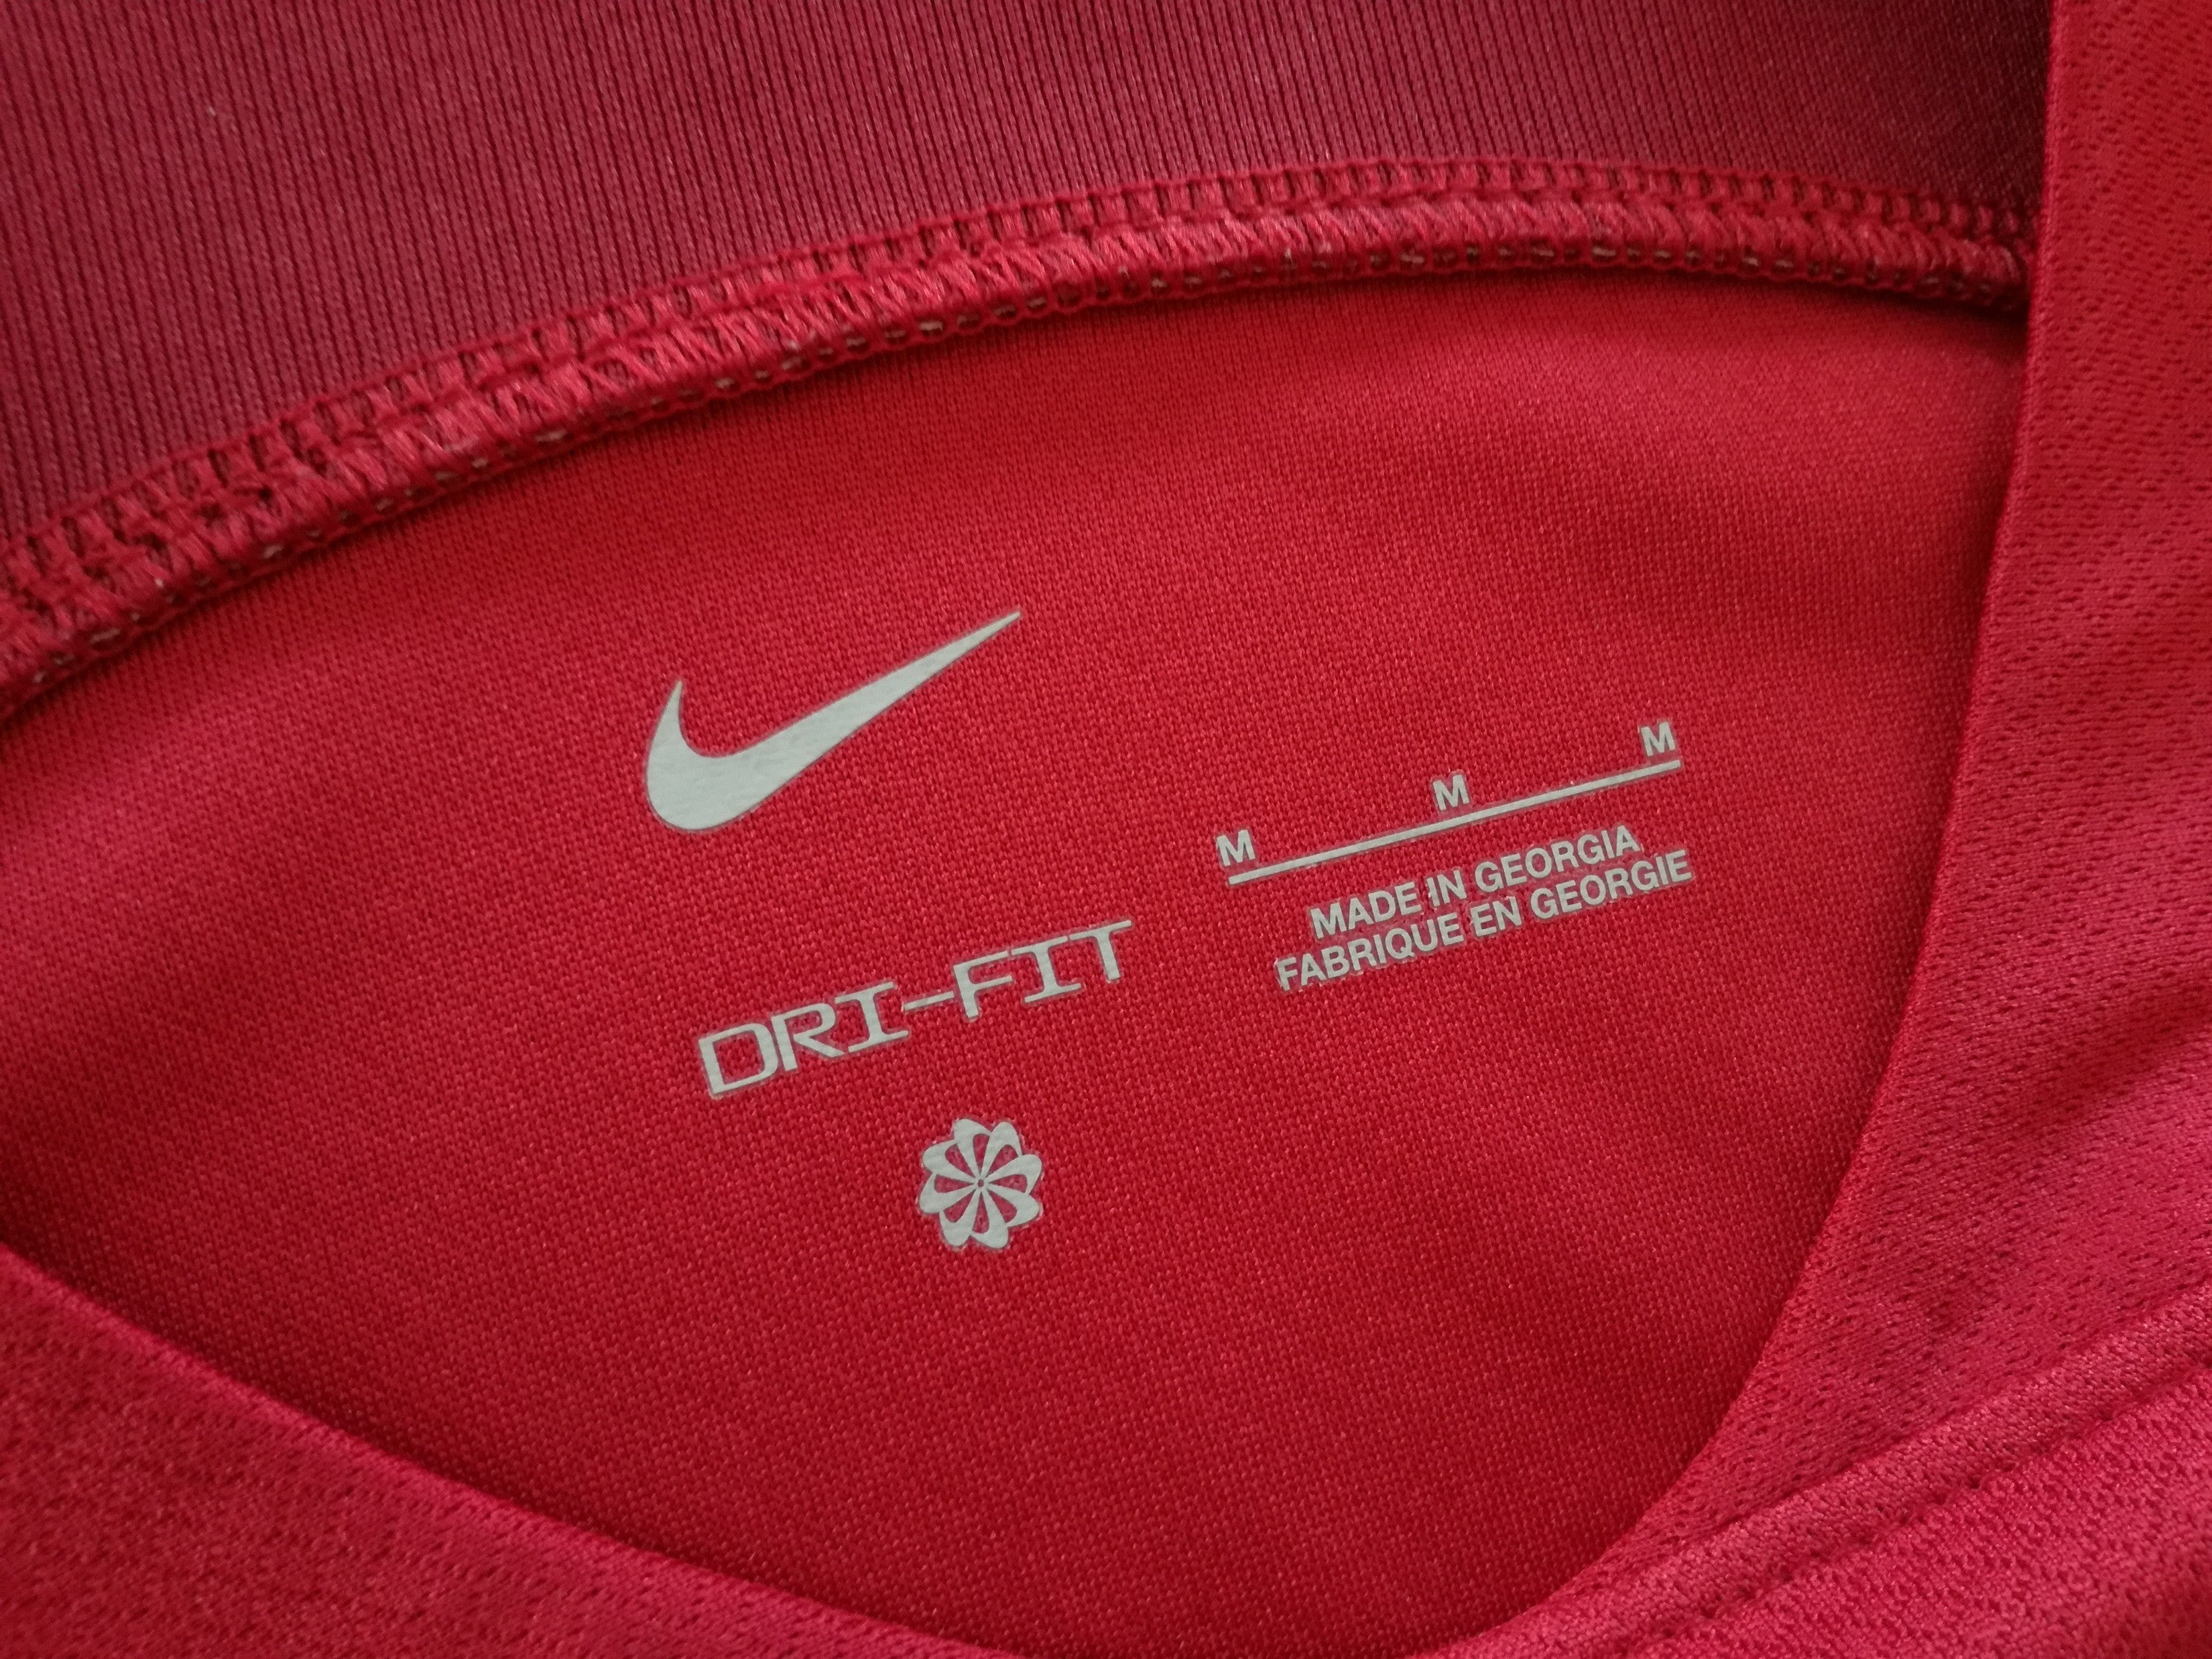 M M M
MADE IN GEORGIA
FABRIQUE EN GEORGIE
DRI-FIT